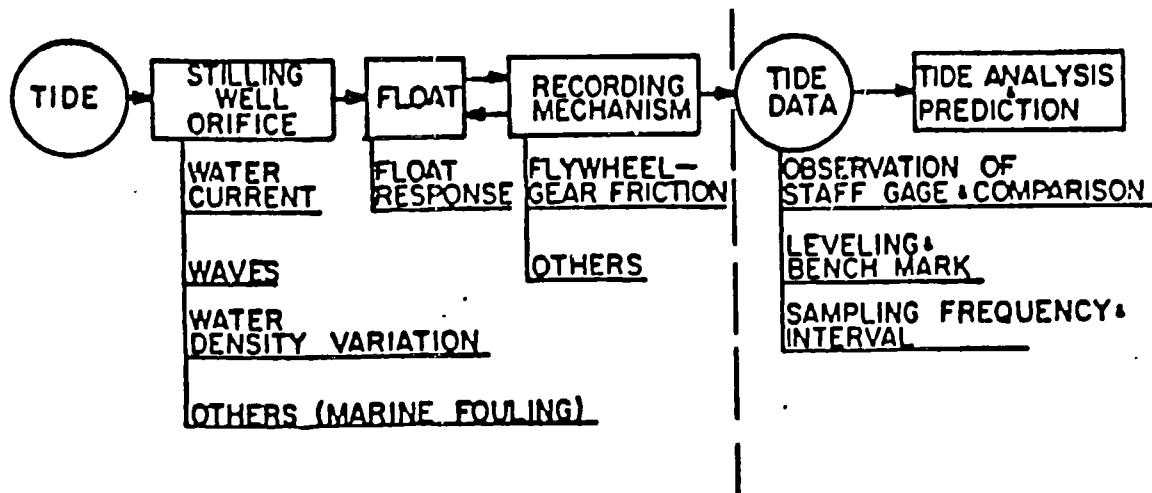 TIDE
STILLING
WELL
ORIFICE
FLOAT
RECORDING
MECHANISM
TIDE
DATA
TIDE ANALYSIS
&
PREDICTION
WATER
CURRENT
WAVES
WATER
DENSITY VARIATION
OTHERS (MARINE FOULING)
FLOAT
RESPONSE
FLYWHEEL-
GEAR FRICTION
OTHERS
OBSERVATION OF
STAFF GAGE & COMPARISON
LEVELING &
BENCH MARK
SAMPLING FREQUENCY &
INTERVAL